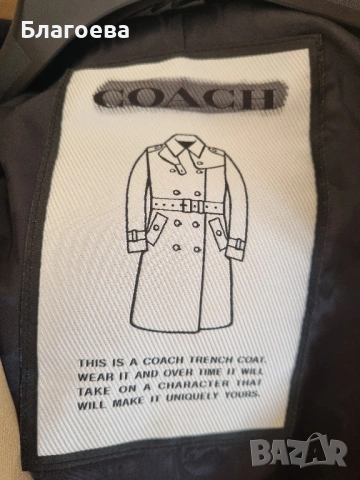 Благоева
COACH
THIS IS A COACH TRENCH COAT.
WEAR IT AND OVER TIME IT WILL
TAKE ON A CHARACTER THAT
WILL MAKE IT UNIQUELY YOURS.
BAZAR